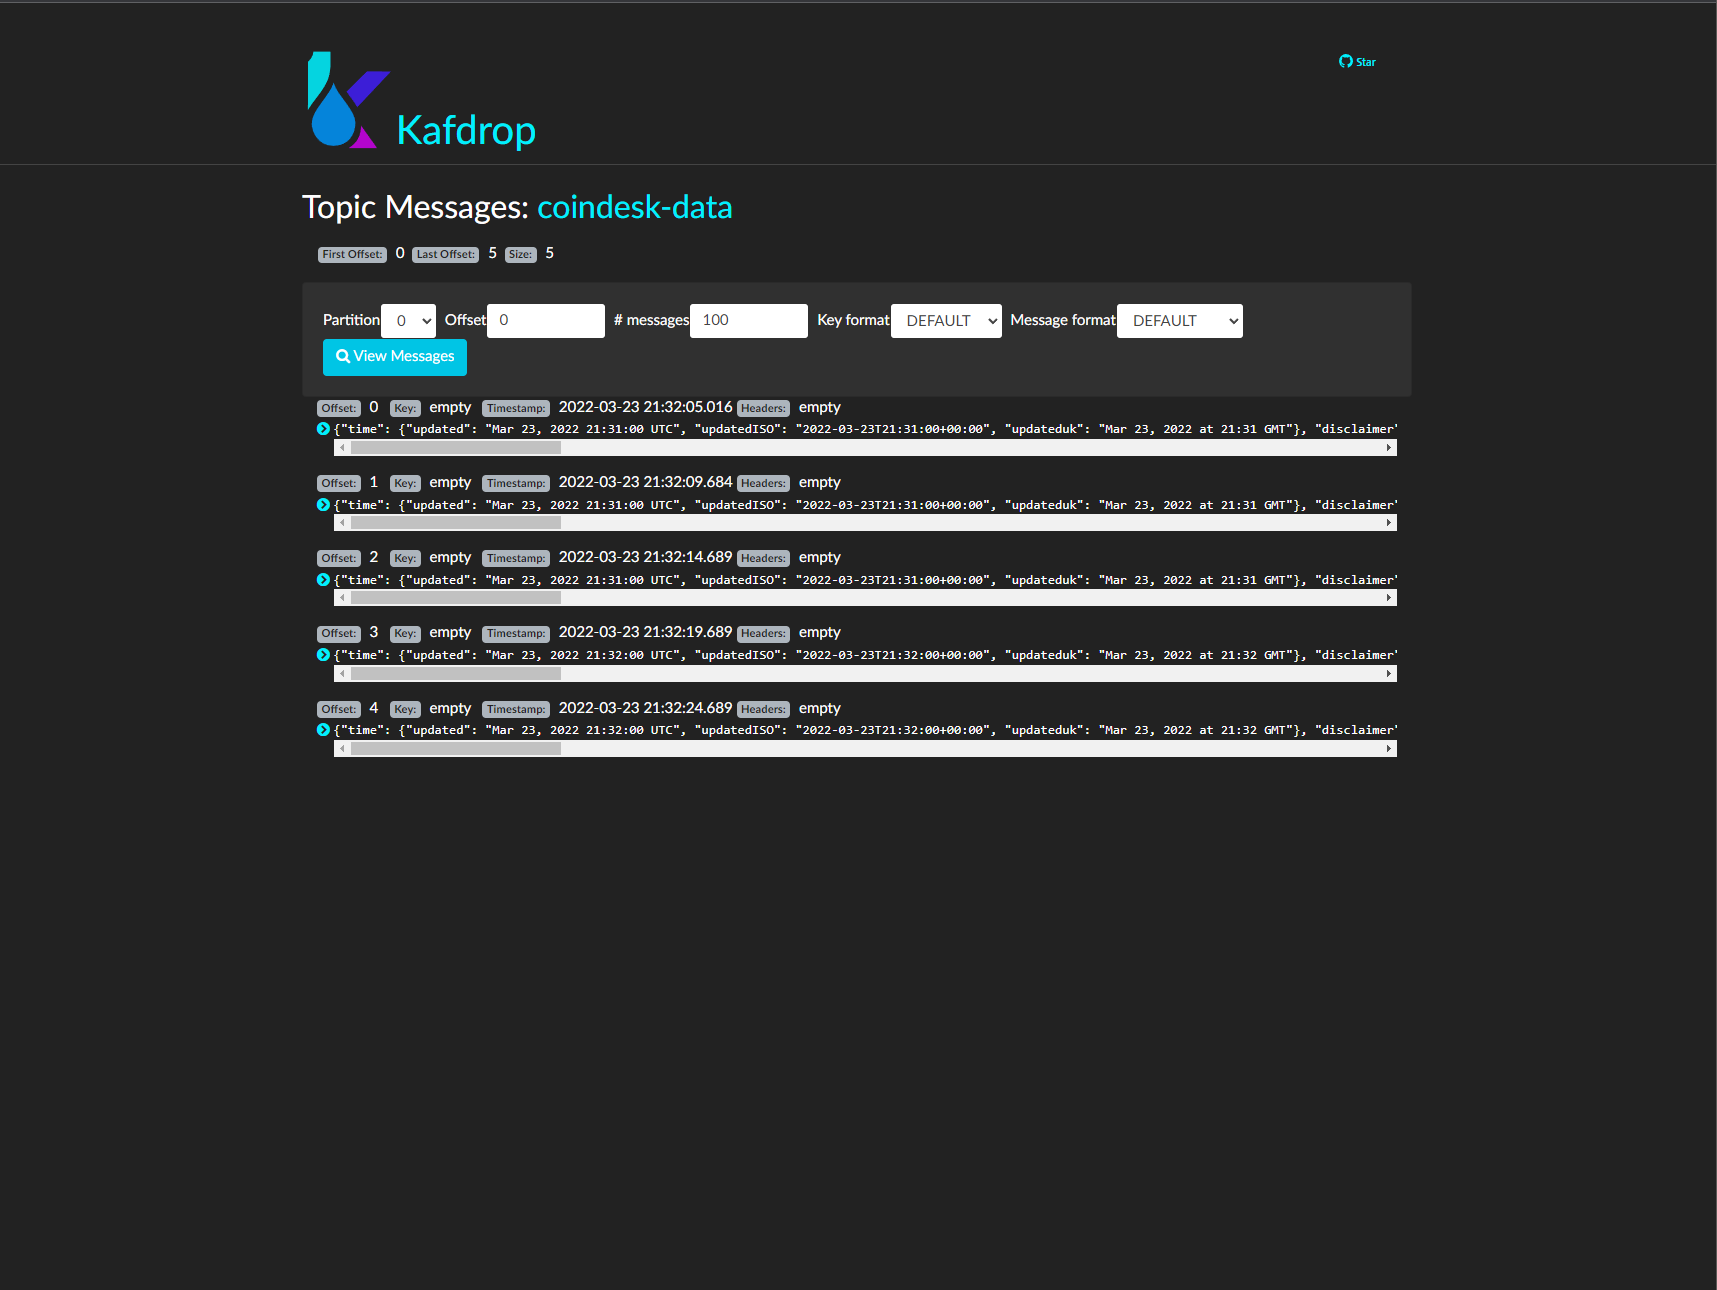 Star
Kafdrop
Topic Messages: coindesk-data
First Offset: 0 Last Offset: 5 Size: 5
Partition 0 Offset 0 # messages 100 Key format DEFAULT Message format DEFAULT
View Messages
Offset: 0 Key: empty Timestamp: 2022-03-23 21:32:05.016 Headers: empty
{"time": {"updated": "Mar 23, 2022 21:31:00 UTC", "updatedISO": "2022-03-23T21:31:00+00:00", "updateduk": "Mar 23, 2022 at 21:31 GMT"}, "disclaimer"
Offset: 1 Key: empty Timestamp: 2022-03-23 21:32:09.684 Headers: empty
{"time": {"updated": "Mar 23, 2022 21:31:00 UTC", "updatedISO": "2022-03-23T21:31:00+00:00", "updateduk": "Mar 23, 2022 at 21:31 GMT"}, "disclaimer"
Offset: 2 Key: empty Timestamp: 2022-03-23 21:32:14.689 Headers: empty
{"time": {"updated": "Mar 23, 2022 21:31:00 UTC", "updatedISO": "2022-03-23T21:31:00+00:00", "updateduk": "Mar 23, 2022 at 21:31 GMT"}, "disclaimer"
Offset: 3 Key: empty Timestamp: 2022-03-23 21:32:19.689 Headers: empty
{"time": {"updated": "Mar 23, 2022 21:32:00 UTC", "updatedISO": "2022-03-23T21:32:00+00:00", "updateduk": "Mar 23, 2022 at 21:32 GMT"}, "disclaimer"
Offset: 4 Key: empty Timestamp: 2022-03-23 21:32:24.689 Headers: empty
{"time": {"updated": "Mar 23, 2022 21:32:00 UTC", "updatedISO": "2022-03-23T21:32:00+00:00", "updateduk": "Mar 23, 2022 at 21:32 GMT"}, "disclaimer"